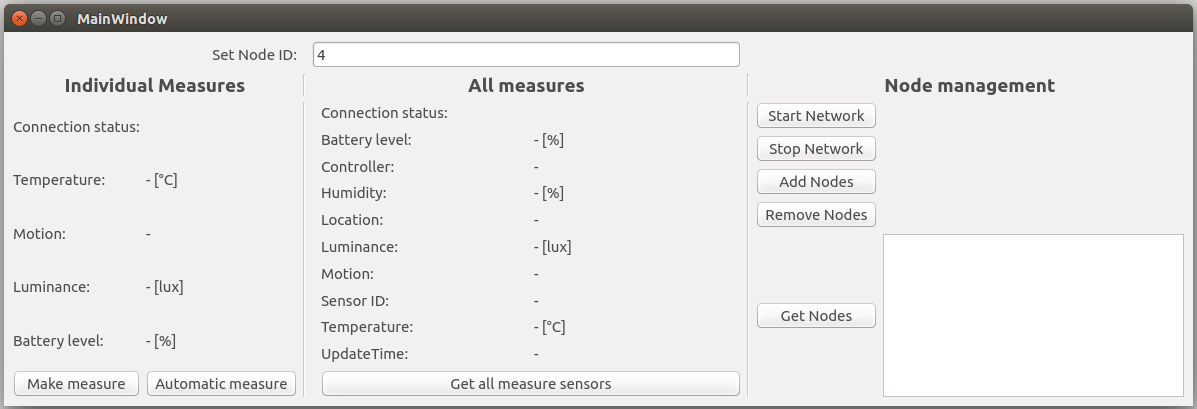 MainWindow
Set Node ID: 4
Individual Measures
Connection status:
Temperature: - [°C]
Motion: -
Luminance: - [lux]
Battery level: - [%]
Make measure Automatic measure
All measures
Connection status:
Battery level: - [%]
Controller: -
Humidity: - [%]
Location: -
Luminance: - [lux]
Motion: -
Sensor ID: -
Temperature: - [°C]
UpdateTime: -
Get all measure sensors
Node management
Start Network
Stop Network
Add Nodes
Remove Nodes
Get Nodes